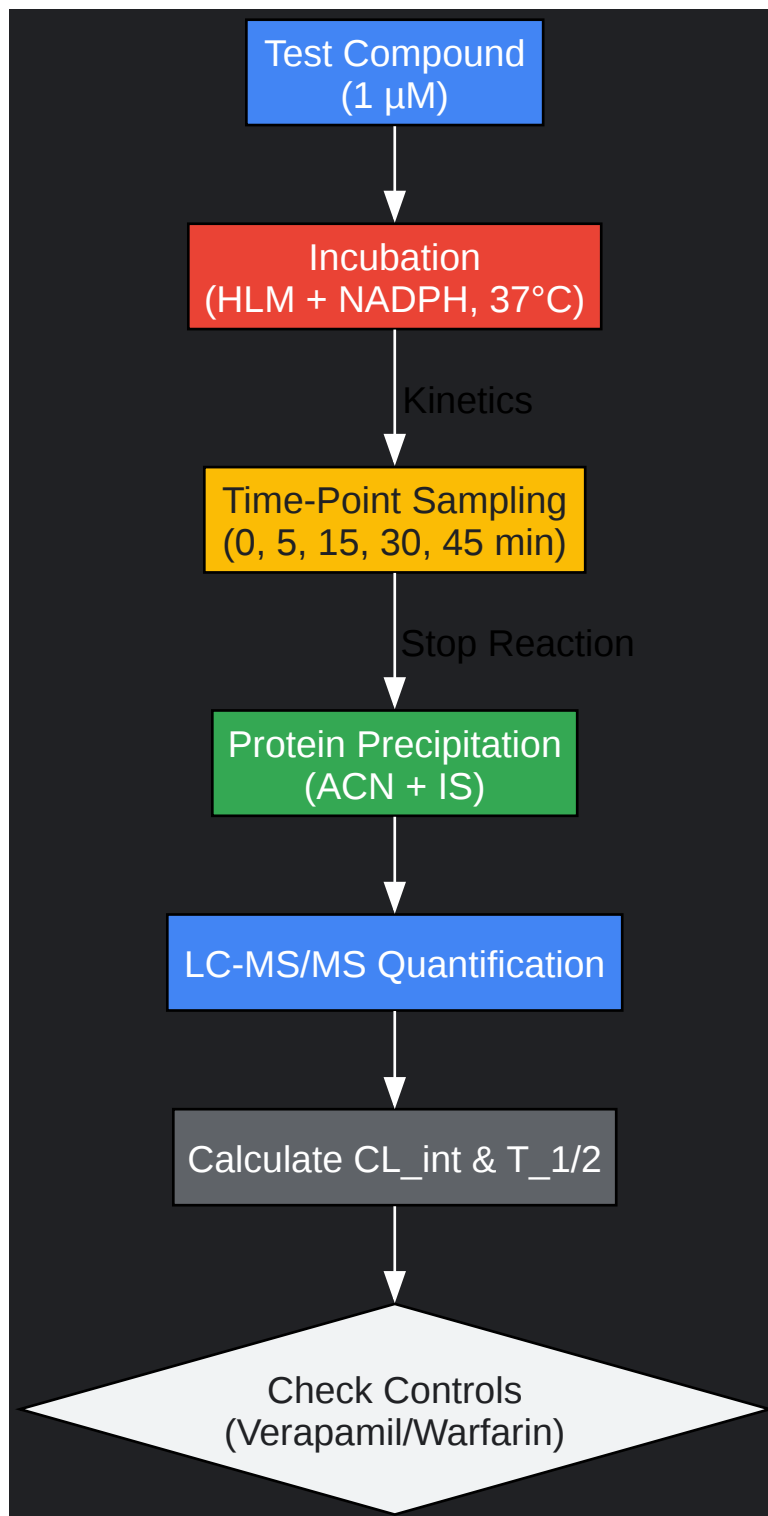 Test Compound
(1 µM)
Incubation
(HLM + NADPH, 37°C)
Kinetics
Time-Point Sampling
(0, 5, 15, 30, 45 min)
Stop Reaction
Protein Precipitation
(ACN + IS)
LC-MS/MS Quantification
Calculate CL_int & T_1/2
Check Controls
(Verapamil/Warfarin)